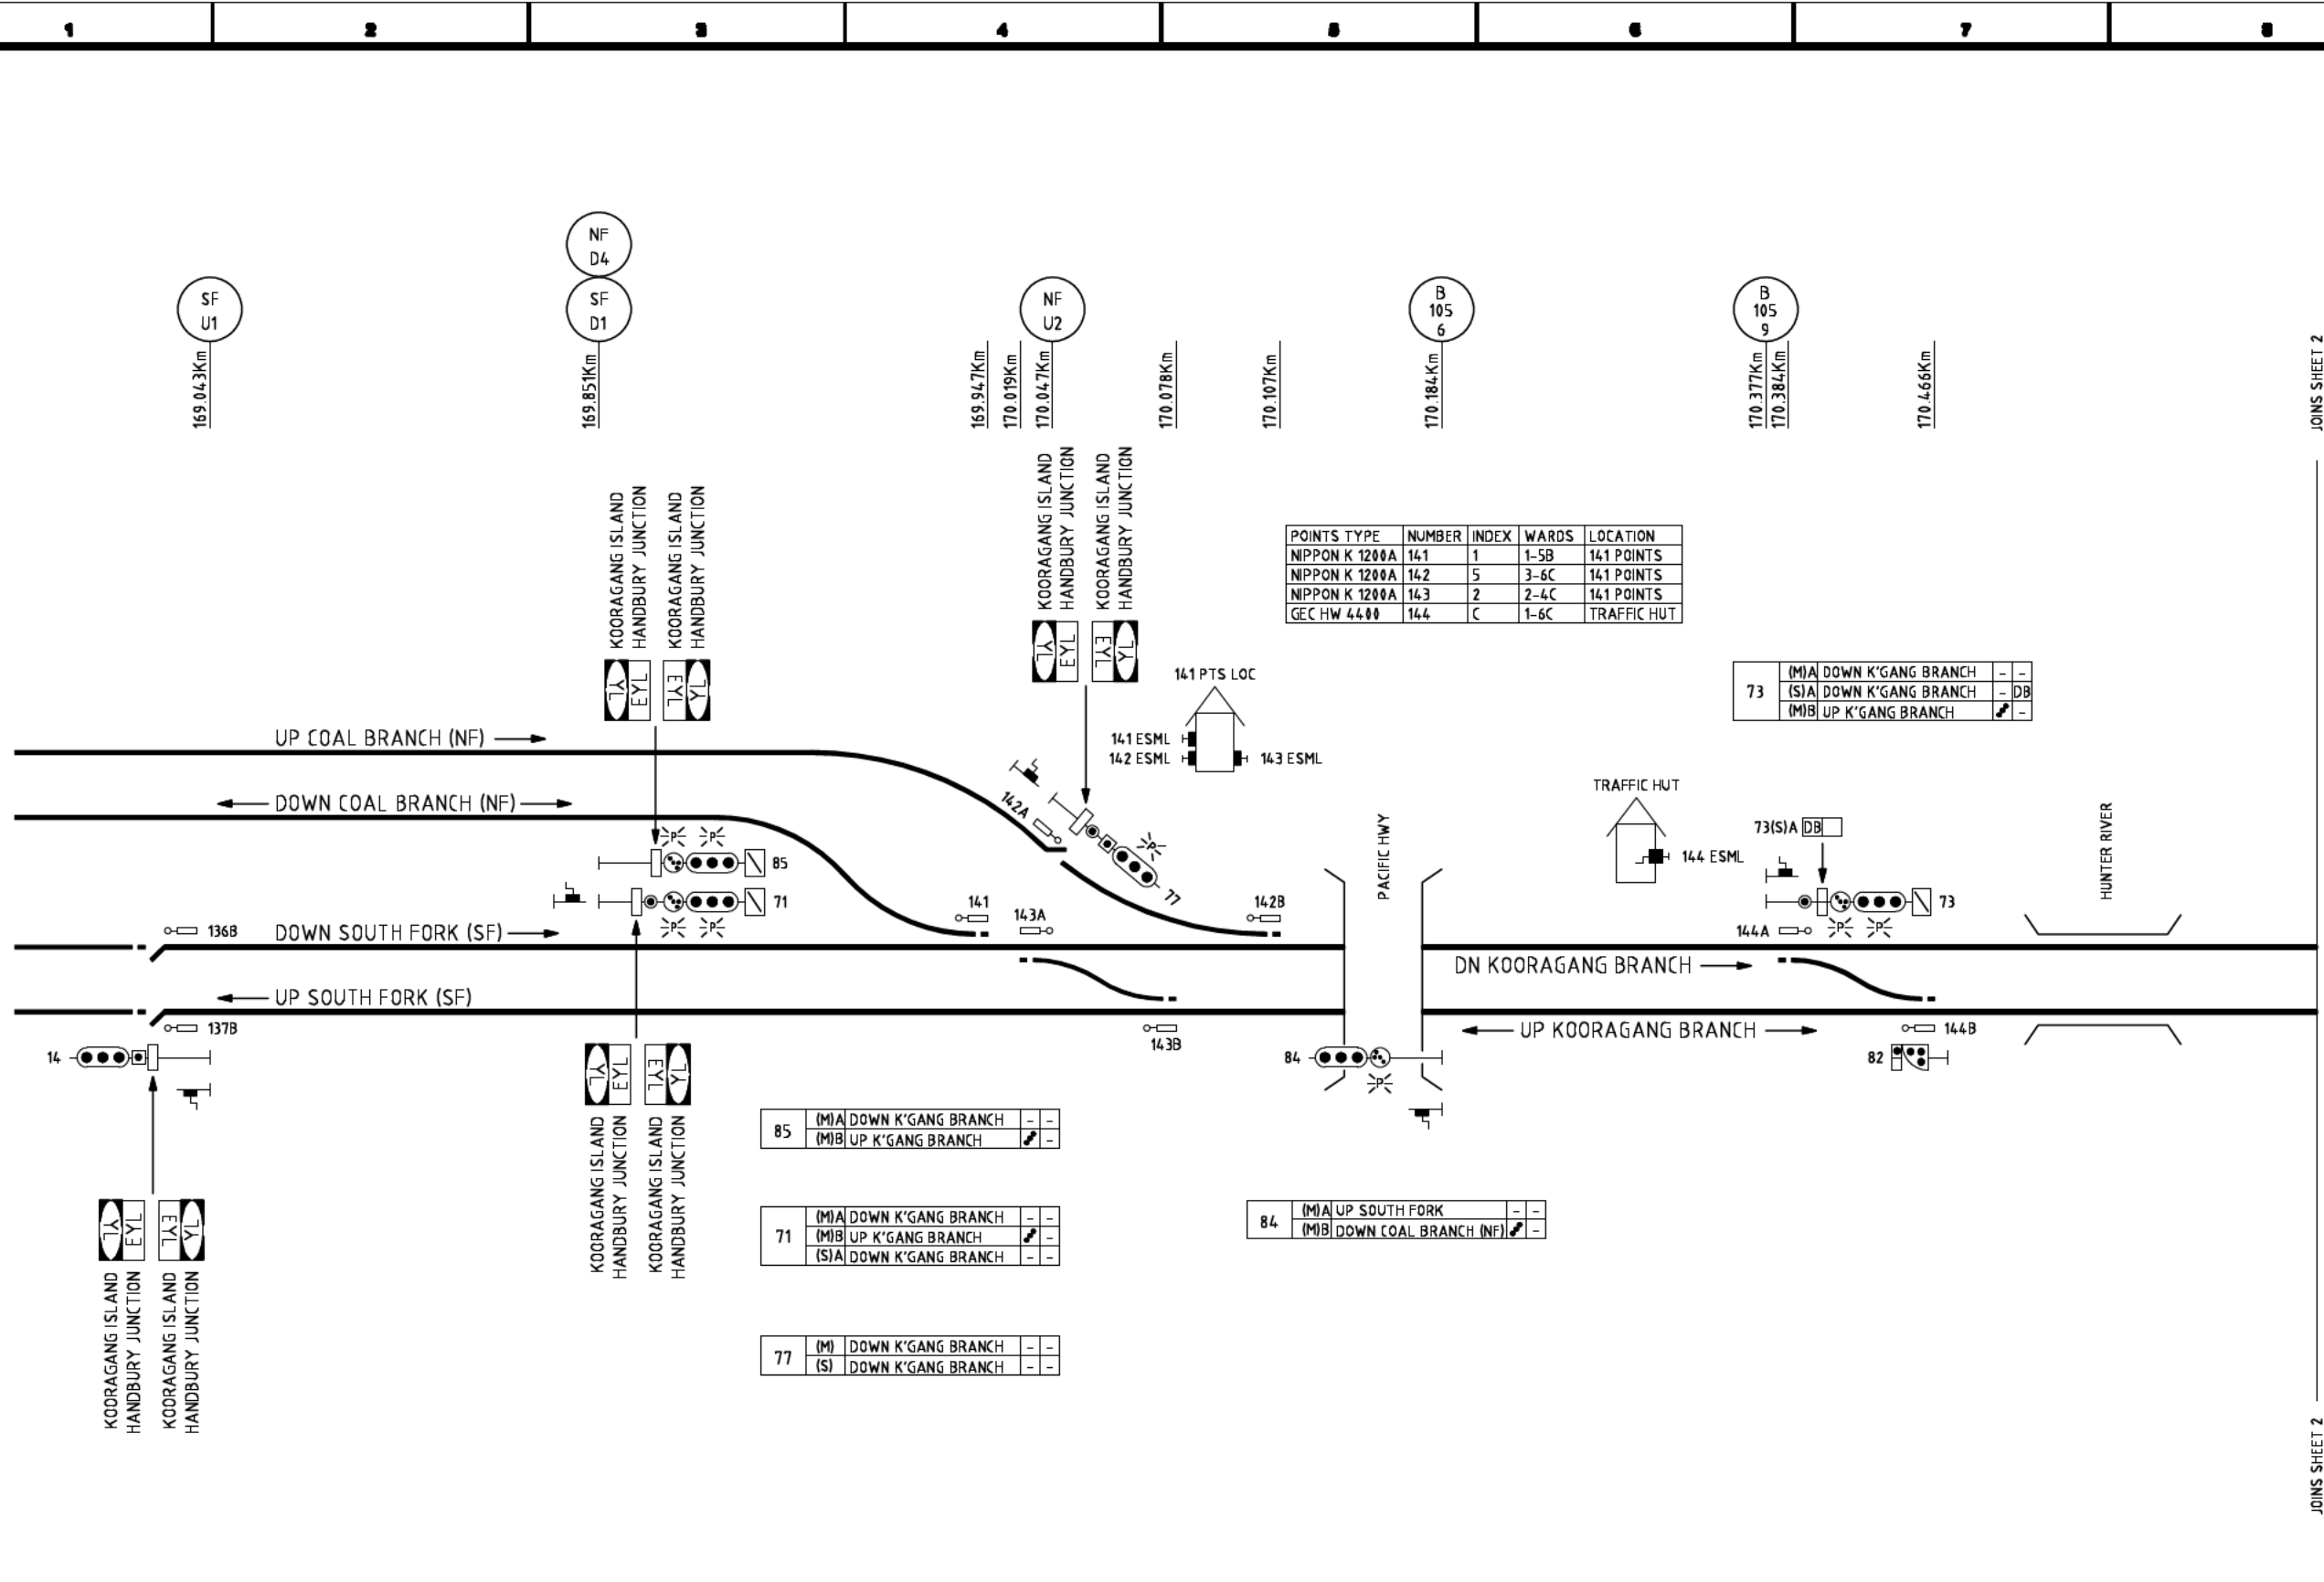 1 2 3 4 5 6 7 8
NF
D4
SF
U1
SF
D1
NF
U2
B
105
6
B
105
9
169.043Km
169.851Km
169.947Km
170.019Km
170.047Km
170.078Km
170.107Km
170.184Km
170.377Km
170.384Km
170.466Km
JOINS SHEET 2
KOORAGANG ISLAND
HANDBURY JUNCTION
KOORAGANG ISLAND
HANDBURY JUNCTION
YL EYL EYL YL
KOORAGANG ISLAND
HANDBURY JUNCTION
KOORAGANG ISLAND
HANDBURY JUNCTION
YL EYL EYL YL
POINTS TYPE NUMBER INDEX WARDS LOCATION
NIPPON K 1200A 141 1 1-5B 141 POINTS
NIPPON K 1200A 142 5 3-6C 141 POINTS
NIPPON K 1200A 143 2 2-4C 141 POINTS
GEC HW 4400 144 C 1-6C TRAFFIC HUT
141 PTS LOC
141 ESML
142 ESML
143 ESML
73 (M)A DOWN K'GANG BRANCH - -
(S)A DOWN K'GANG BRANCH - DB
(M)B UP K'GANG BRANCH -
UP COAL BRANCH (NF)
DOWN COAL BRANCH (NF)
TRAFFIC HUT
144 ESML
73(S)A DB
HUNTER RIVER
PACIFIC HWY
142A
P
77
P P
85
71
P P
73
P P
141
143A
142B
144A
136B
DOWN SOUTH FORK (SF)
DN KOORAGANG BRANCH
UP SOUTH FORK (SF)
UP KOORAGANG BRANCH
137B
143B
144B
14
84
P
82
YL EYL EYL YL
KOORAGANG ISLAND
HANDBURY JUNCTION
KOORAGANG ISLAND
HANDBURY JUNCTION
YL EYL EYL YL
KOORAGANG ISLAND
HANDBURY JUNCTION
KOORAGANG ISLAND
HANDBURY JUNCTION
85 (M)A DOWN K'GANG BRANCH - -
(M)B UP K'GANG BRANCH -
71 (M)A DOWN K'GANG BRANCH - -
(M)B UP K'GANG BRANCH -
(S)A DOWN K'GANG BRANCH - -
84 (M)A UP SOUTH FORK - -
(M)B DOWN COAL BRANCH (NF) -
77 (M) DOWN K'GANG BRANCH - -
(S) DOWN K'GANG BRANCH - -
JOINS SHEET 2